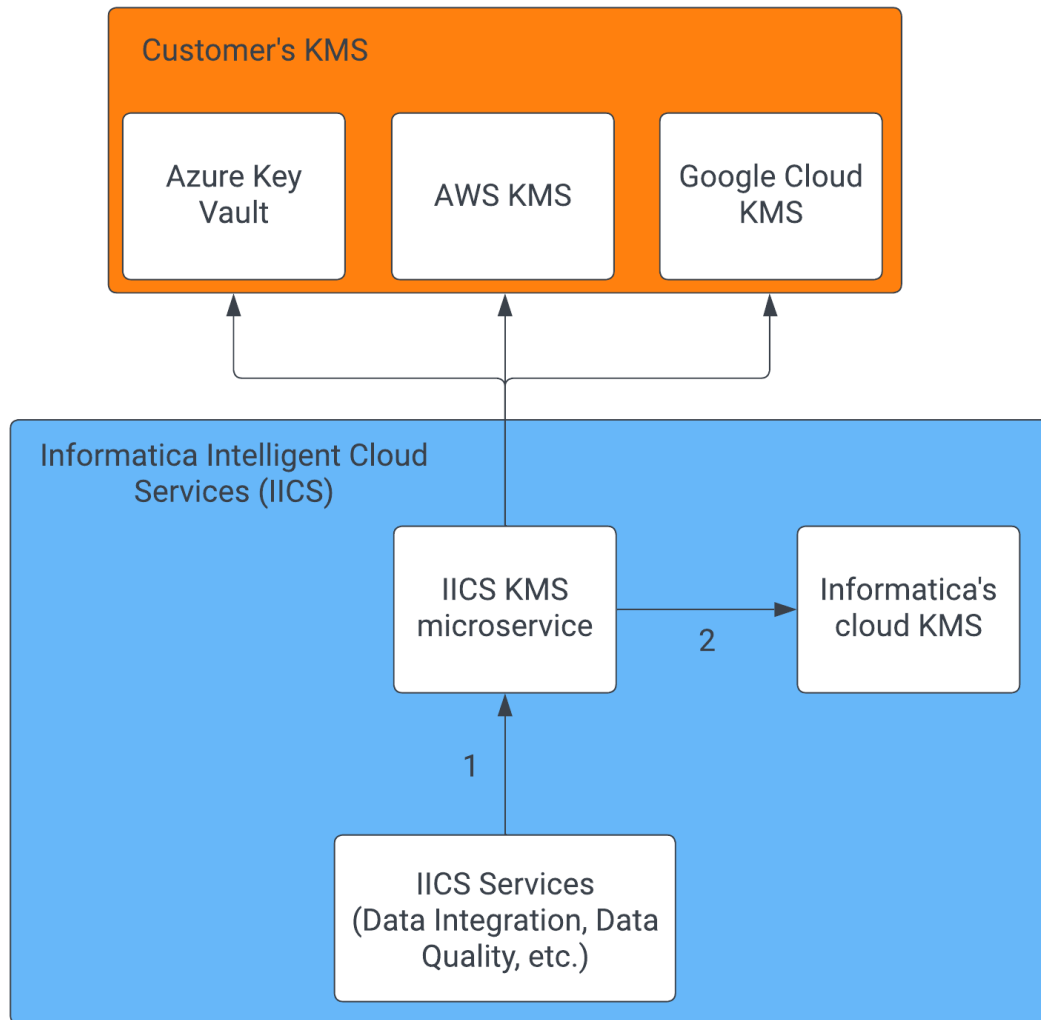 Customer's KMS
Azure Key
Vault
AWS KMS
Google Cloud
KMS
Informatica Intelligent Cloud
Services (IICS)
IICS KMS
microservice
2
Informatica's
cloud KMS
1
IICS Services
(Data Integration, Data
Quality, etc.)